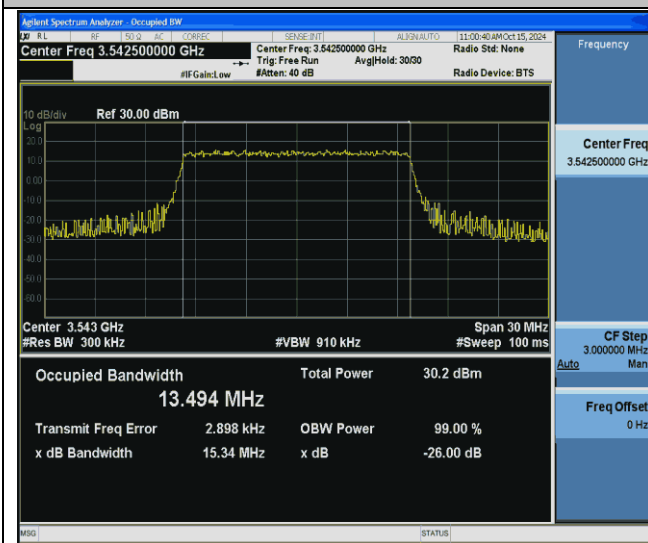 Agilent Spectrum Analyzer - Occupied BW
RL RF 50 Ω AC CORREC SENSE:INT ALIGNAUTO 11:00:40 AM Oct 15, 2024
Center Freq 3.542500000 GHz Center Freq: 3.542500000 GHz Radio Std: None
Trig: Free Run Avg|Hold: 30/30
#IFGain:Low #Atten: 40 dB Radio Device: BTS
Frequency
10 dB/div Ref 30.00 dBm
Log
20.0
10.0
0.00
-10.0
-20.0
-30.0
-40.0
-50.0
-60.0
Center 3.543 GHz Span 30 MHz
#Res BW 300 kHz #VBW 910 kHz #Sweep 100 ms
Occupied Bandwidth Total Power 30.2 dBm
13.494 MHz
Transmit Freq Error 2.898 kHz OBW Power 99.00 %
x dB Bandwidth 15.34 MHz x dB -26.00 dB
Center Freq
3.542500000 GHz
CF Step
3.000000 MHz
Auto Man
Freq Offset
0 Hz
MSG STATUS